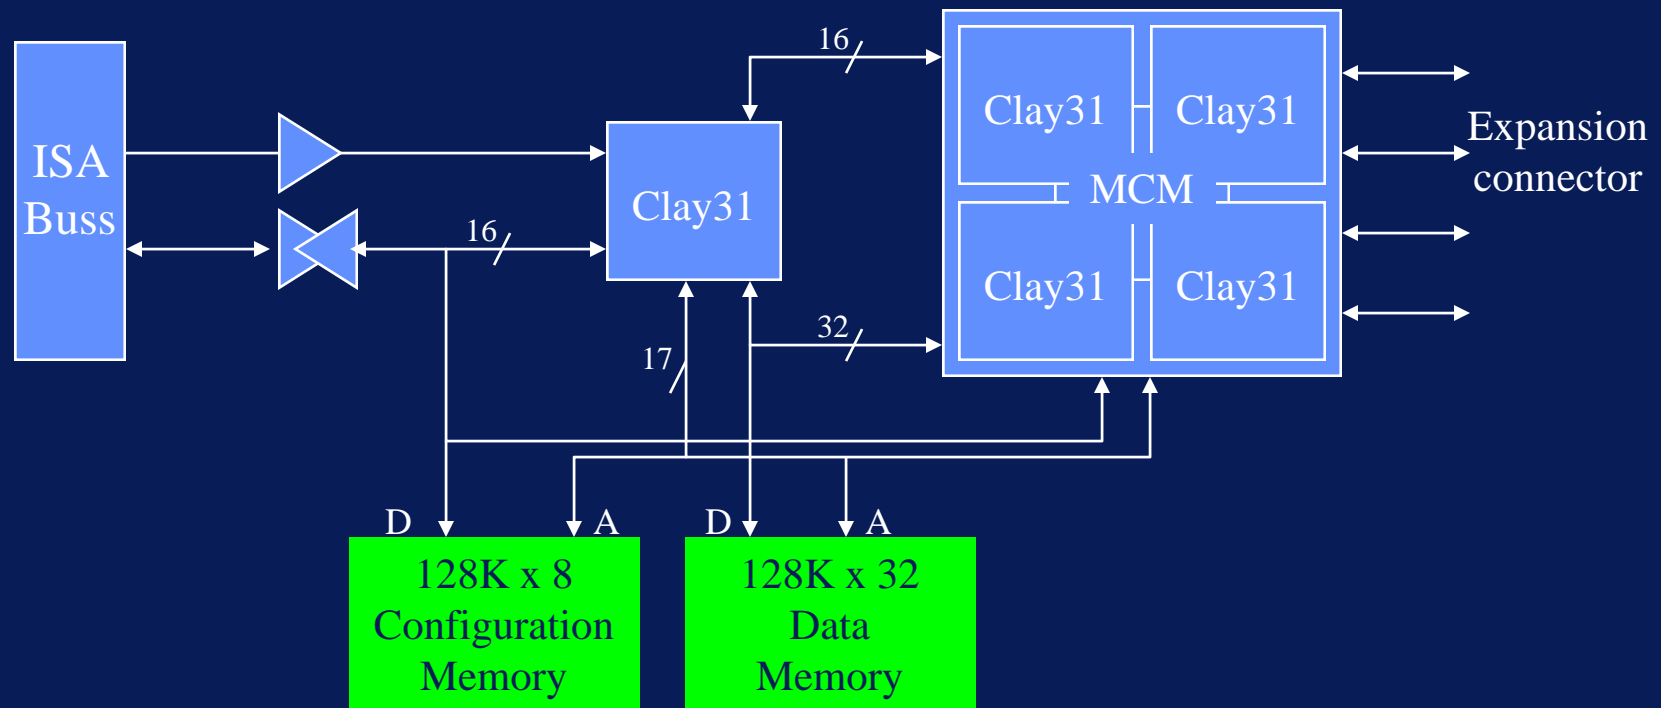 ISA
Buss
16
Clay31
16
32
17
Clay31
Clay31
MCM
Clay31
Clay31
Expansion
connector
D
A
D
A
128K x 8
Configuration
Memory
128K x 32
Data
Memory